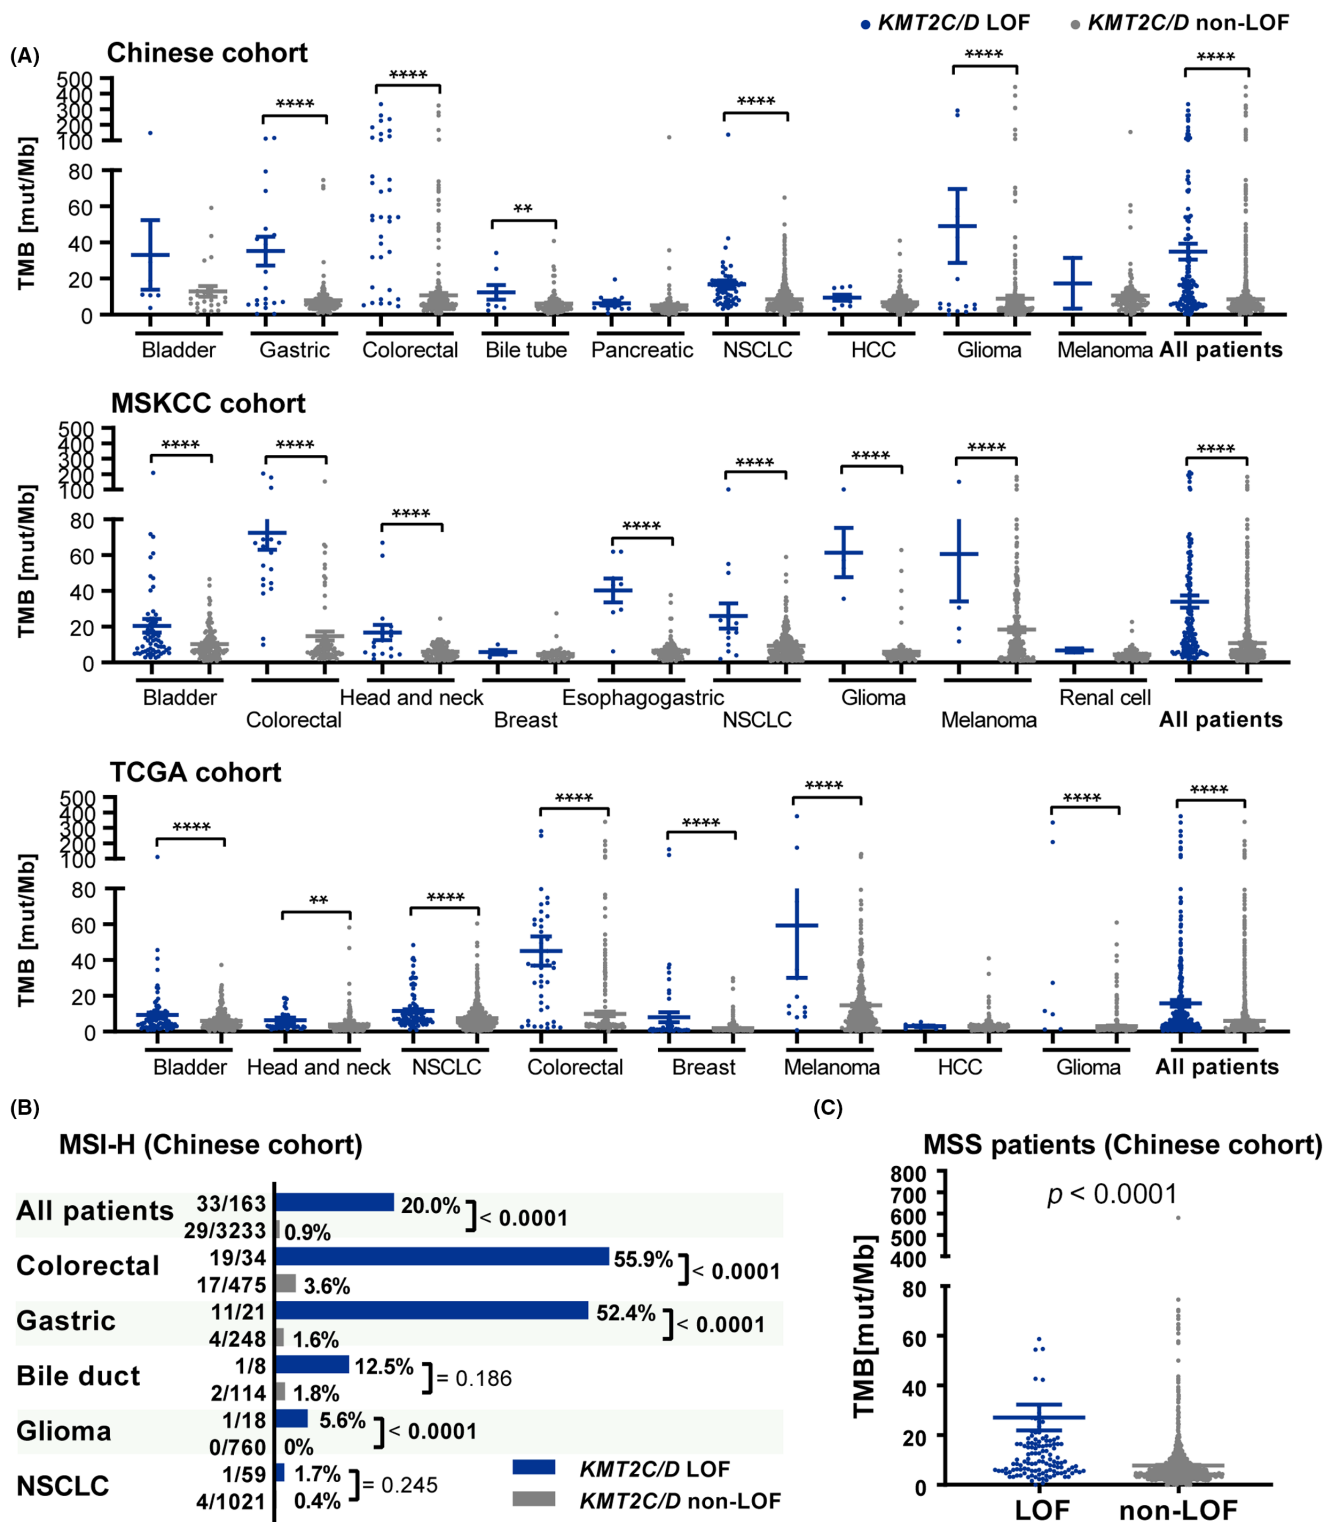 KMT2C/D LOF KMT2C/D non-LOF
(A)
Chinese cohort
TMB [mut/Mb]
500
400
300
200
100
80
60
40
20
0
**** **** ** **** **** ****
Bladder Gastric Colorectal Bile tube Pancreatic NSCLC HCC Glioma Melanoma All patients
MSKCC cohort
TMB [mut/Mb]
500
400
300
200
100
80
60
40
20
0
**** **** **** **** **** **** **** ****
Bladder Head and neck Esophagogastric Glioma Renal cell
Colorectal Breast NSCLC Melanoma All patients
TCGA cohort
TMB [mut/Mb]
500
400
300
200
100
80
60
40
20
0
**** ** **** **** **** **** **** ****
Bladder Head and neck NSCLC Colorectal Breast Melanoma HCC Glioma All patients
(B)
MSI-H (Chinese cohort)
All patients 33/163 20.0% < 0.0001
29/3233 0.9%
Colorectal 19/34 55.9% < 0.0001
17/475 3.6%
Gastric 11/21 52.4% < 0.0001
4/248 1.6%
Bile duct 1/8 12.5% = 0.186
2/114 1.8%
Glioma 1/18 5.6% < 0.0001
0/760 0%
NSCLC 1/59 1.7% = 0.245
4/1021 0.4%
KMT2C/D LOF
KMT2C/D non-LOF
(C)
MSS patients (Chinese cohort)
p < 0.0001
TMB[mut/Mb]
800
700
600
500
400
80
60
40
20
0
LOF non-LOF